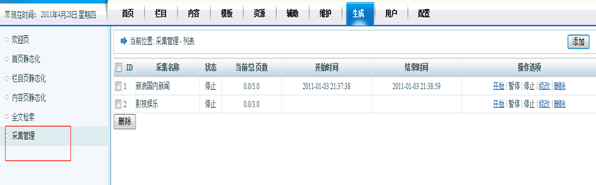 现在时间: 2011年4月28日 星期四
首页 栏目 内容 模板 资源 辅助 维护 生成 用户 配置
欢迎页
首页静态化
栏目页静态化
内容页静态化
全文检索
采集管理
当前位置: 采集管理 - 列表
添加
ID 采集名称 状态 当前/总页数 开始时间 结束时间 操作选项
1 新浪国内新闻 停止 0.0/5.0 2011-01-03 21:37:38 2011-01-03 21:38:59 开始 | 暂停 | 停止 | 修改 | 删除
2 影视娱乐 停止 0.0/3.0 开始 | 暂停 | 停止 | 修改 | 删除
删除